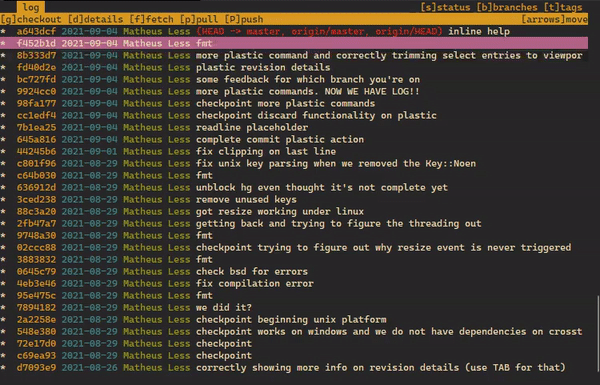 log [s]status [b]branches [t]tags
[g]checkout [d]details [f]fetch [p]pull [P]push [arrows]move
* a643dcf 2021-09-04 Matheus Less (HEAD -> master, origin/master, origin/HEAD) inline help
* f452b1d 2021-09-04 Matheus Less fmt
* 8b333d7 2021-09-04 Matheus Less more plastic command and correctly trimming select entries to viewpor
* fd40d2e 2021-09-04 Matheus Less plastic revision details
* bc727fd 2021-09-04 Matheus Less some feedback for which branch you're on
* 9924cc0 2021-09-04 Matheus Less more plastic commands. NOW WE HAVE LOG!!
* 98fa177 2021-09-04 Matheus Less checkpoint more plastic commands
* cc1edf4 2021-09-04 Matheus Less checkpoint discard functionality on plastic
* 7b1ea25 2021-09-04 Matheus Less readline placeholder
* 645a816 2021-09-04 Matheus Less complete commit plastic action
* 44245b6 2021-09-01 Matheus Less fix clipping on last line
* c801f96 2021-08-29 Matheus Less fix unix key parsing when we removed the Key::Noen
* c64b030 2021-08-29 Matheus Less fmt
* 636912d 2021-08-29 Matheus Less unblock hg even thought it's not complete yet
* 3ced238 2021-08-29 Matheus Less remove unused keys
* 88c3a20 2021-08-29 Matheus Less got resize working under linux
* 2fb47a7 2021-08-29 Matheus Less getting back and trying to figure the threading out
* 9748a30 2021-08-29 Matheus Less fmt
* 02ccc88 2021-08-29 Matheus Less checkpoint trying to figure out why resize event is never triggered
* 3883832 2021-08-29 Matheus Less fmt
* 0645c79 2021-08-29 Matheus Less check bsd for errors
* 4eb3e46 2021-08-29 Matheus Less fix compilation error
* 95e475c 2021-08-29 Matheus Less fmt
* 7894182 2021-08-29 Matheus Less we did it?
* 2a2258e 2021-08-29 Matheus Less checkpoint beginning unix platform
* 548e380 2021-08-29 Matheus Less checkpoint works on windows and we do not have dependencies on crosst
* 72e17d0 2021-08-29 Matheus Less checkpoint
* c69ea93 2021-08-29 Matheus Less checkpoint
* d7093e9 2021-08-26 Matheus Less correctly showing more info on revision details (use TAB for that)